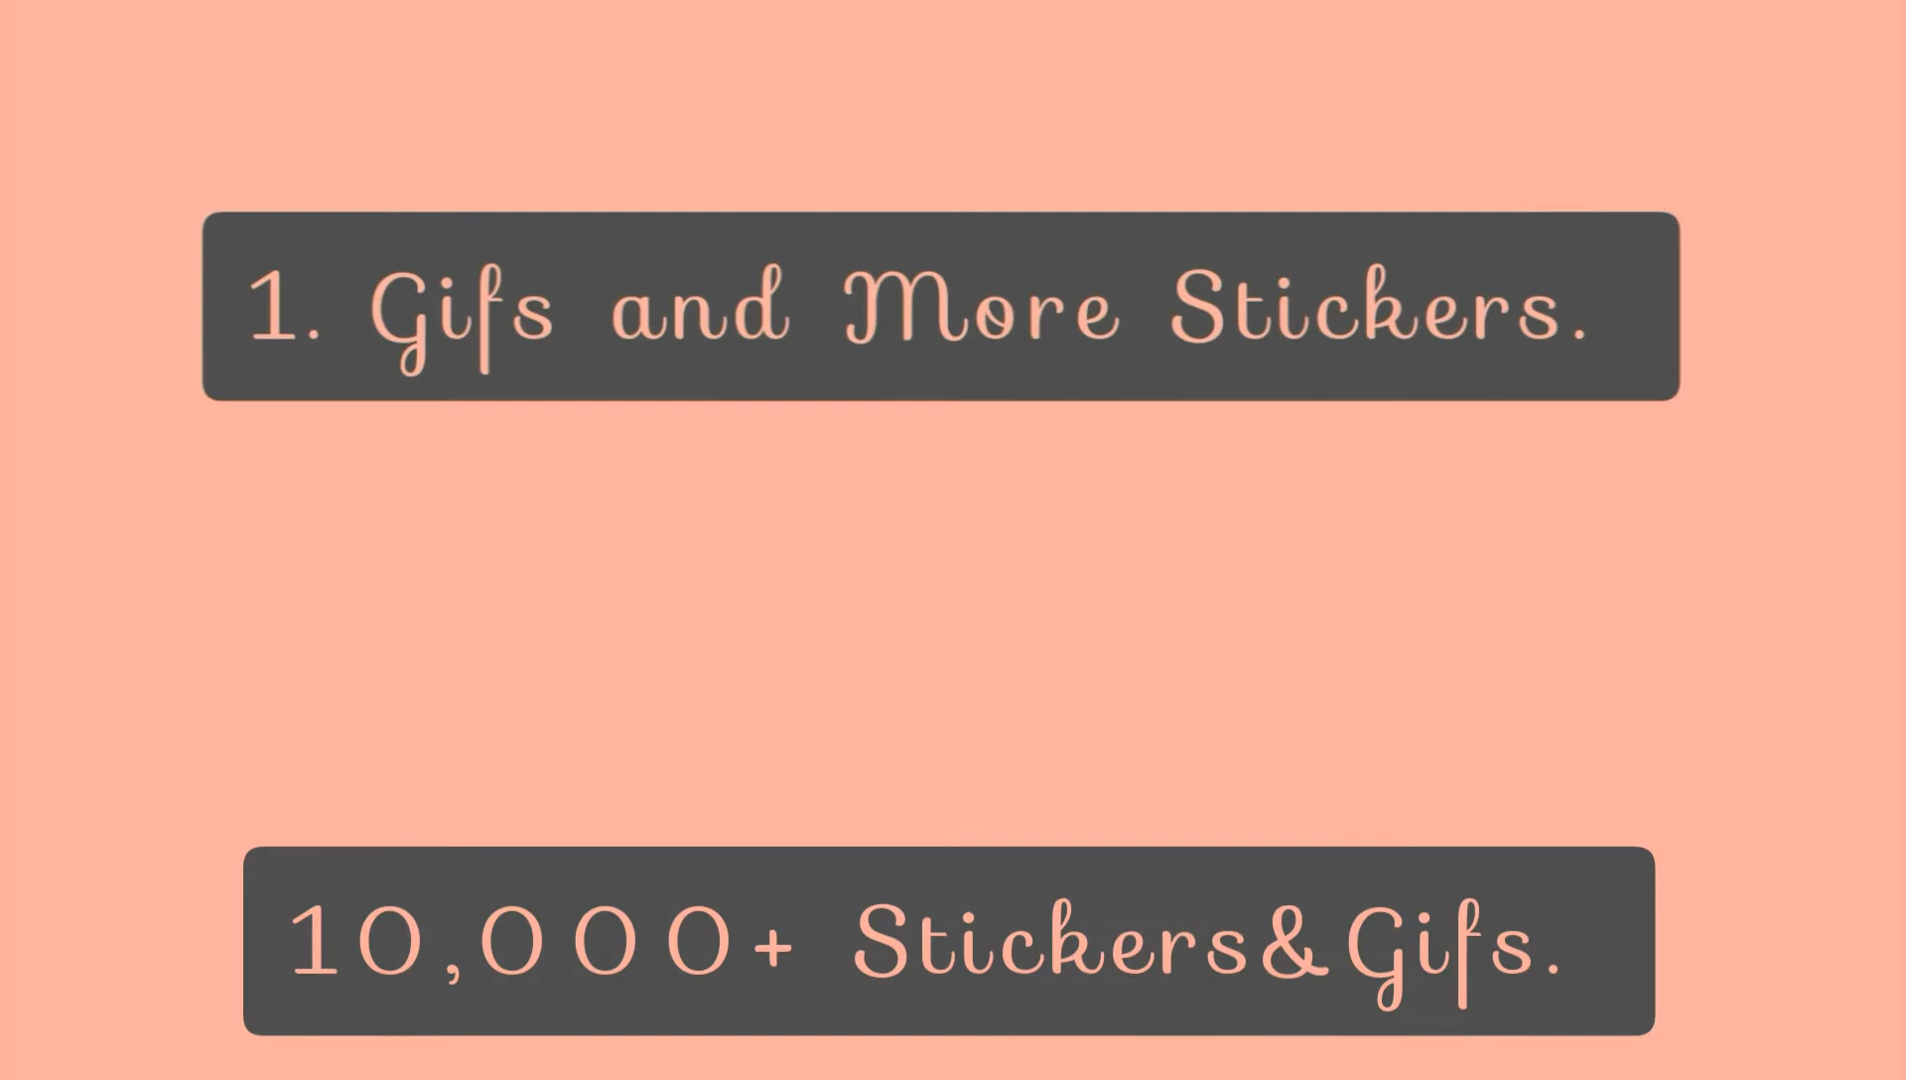 1. Gifs and More Stickers.
10,000+ Stickers&Gifs.